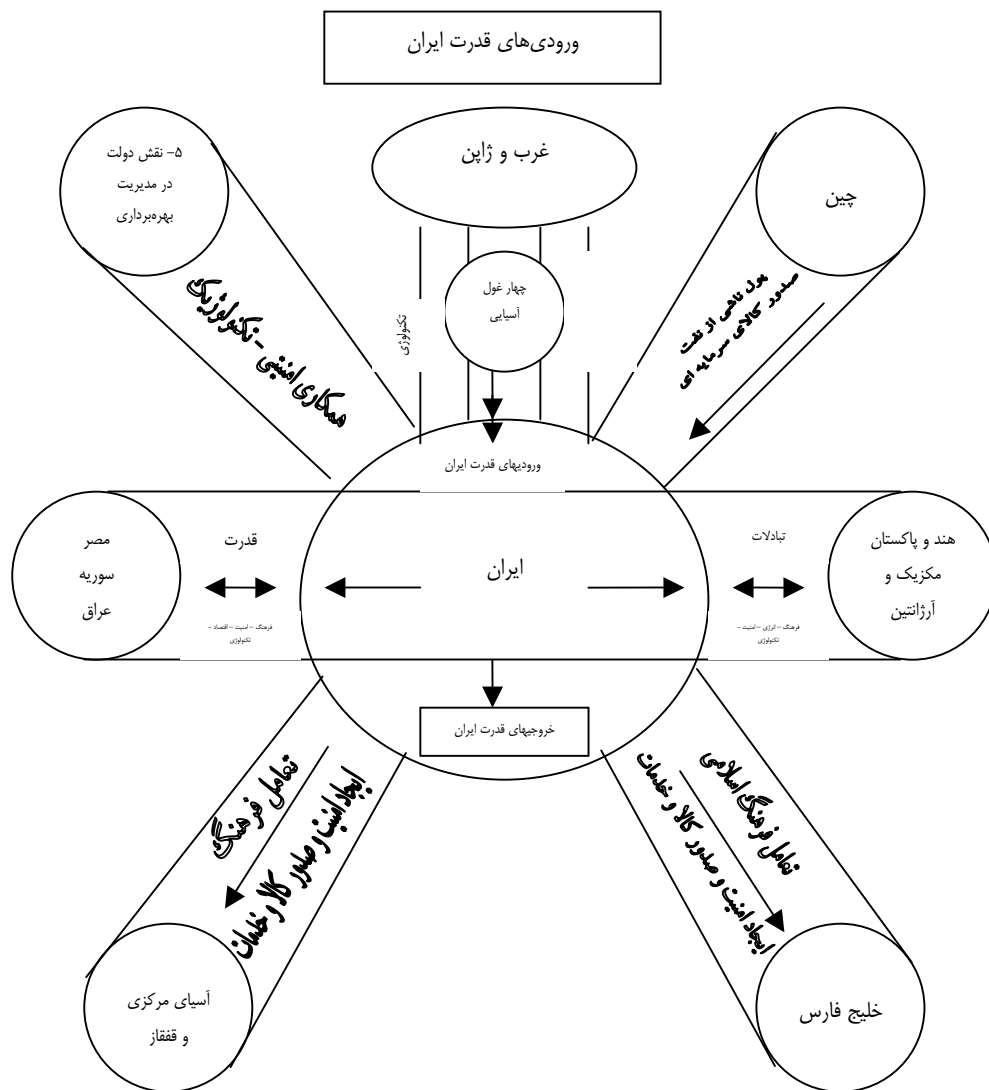 ورودی‌های قدرت ایران
غرب و ژاپن
چین
۵- نقش دولت
در مدیریت
بهره‌برداری
چهار غول
آسیایی
تکنولوژی
پول ناشی از نفت
صدور کالای سرمایه ای
همکاری امنیتی - تکنولوژیک
ورودیهای قدرت ایران
هند و پاکستان
مکزیک و
آرژانتین
تبادلات
فرهنگ – انرژی – امنیت –
تکنولوژی
ایران
قدرت
فرهنگ – امنیت – اقتصاد –
تکنولوژی
مصر
سوریه
عراق
خروجیهای قدرت ایران
تعامل فرهنگ اسلامی
ایجاد امنیت و صدور کالا و خدمات
تعامل فرهنگ
ایجاد امنیت و صدور کالا و خدمات
خلیج فارس
آسیای مرکزی
و قفقاز